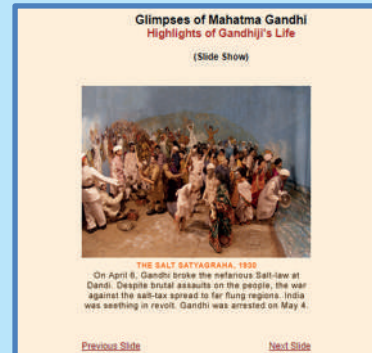 Glimpses of Mahatma Gandhi
Highlights of Gandhiji's Life
(Slide Show)
THE SALT SATYAGRAHA, 1930
On April 6, Gandhi broke the nefarious Salt-law at
Dandi. Despite brutal assaults on the people, the war
against the salt-tax spread to far flung regions. India
was seething in revolt. Gandhi was arrested on May 4.
Previous Slide Next Slide